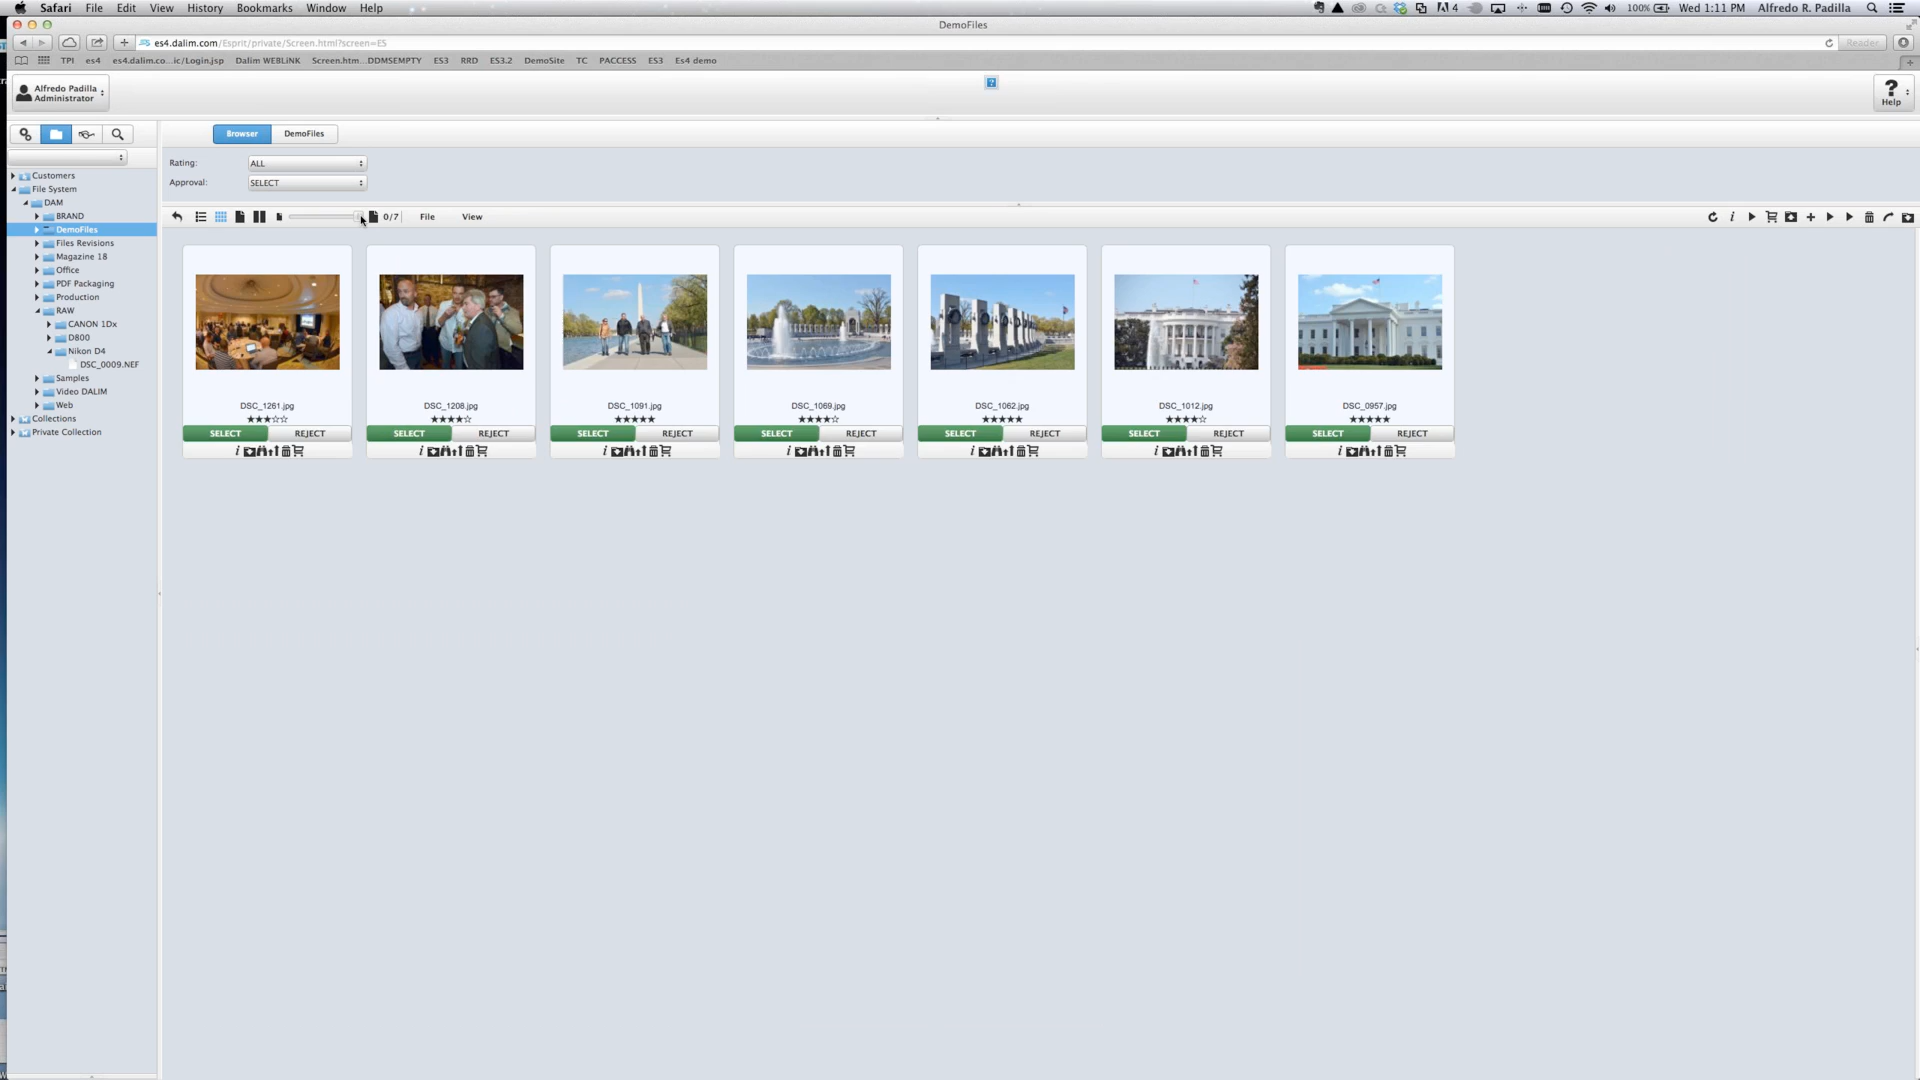 Safari File Edit View History Bookmarks Window Help 4 100% Wed 1:11 PM Alfredo R. Padilla
DemoFiles
es4.dalim.com/Esprit/private/Screen.html?screen=ES Reader
TPI es4 es4.dalim.co...ic/Login.jsp Dalim WEBLiNK Screen.htm...DDMSEMPTY ES3 RRD ES3.2 DemoSite TC PACCESS ES3 Es4 demo
Alfredo Padilla
Administrator
?
Help
Browser DemoFiles
Rating: ALL
Approval: SELECT
0/7 File View
Customers
File System
DAM
BRAND
DemoFiles
Files Revisions
Magazine 18
Office
PDF Packaging
Production
RAW
CANON 1Dx
D800
Nikon D4
DSC_0009.NEF
Samples
Video DALIM
Web
Collections
Private Collection
DSC_1261.jpg DSC_1208.jpg DSC_1091.jpg DSC_1069.jpg DSC_1062.jpg DSC_1012.jpg DSC_0957.jpg
SELECT REJECT SELECT REJECT SELECT REJECT SELECT REJECT SELECT REJECT SELECT REJECT SELECT REJECT